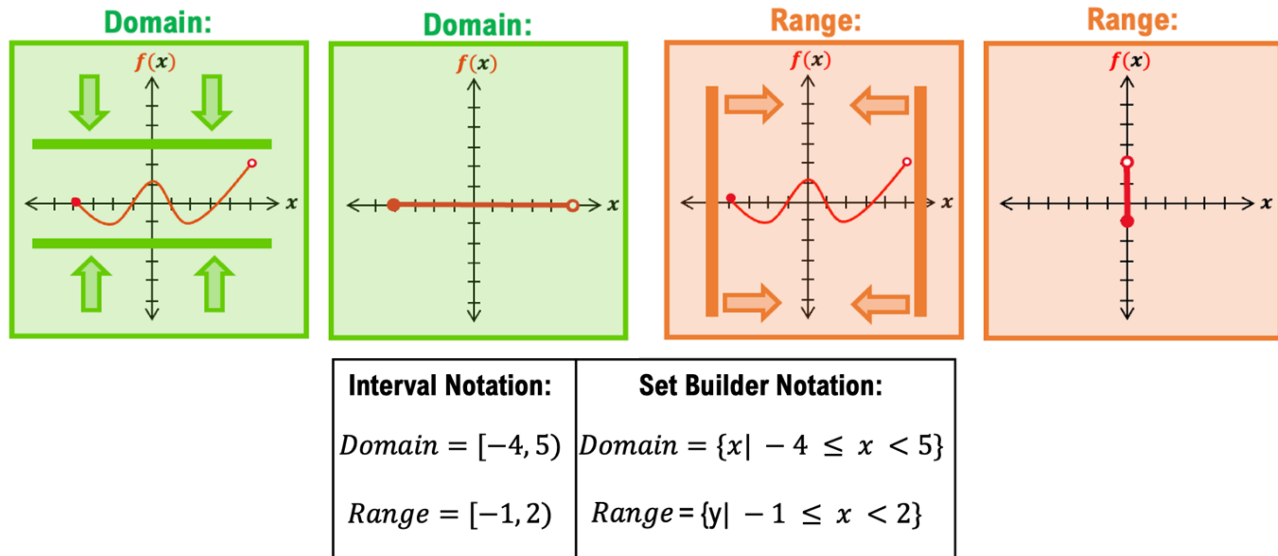 Domain:
Domain:
Range:
Range:
f(x)
f(x)
f(x)
f(x)
x
x
x
x
Interval Notation:
Set Builder Notation:
Domain = [−4, 5)
Domain = {x| − 4 ≤ x < 5}
Range = [−1, 2)
Range = {y| − 1 ≤ x < 2}